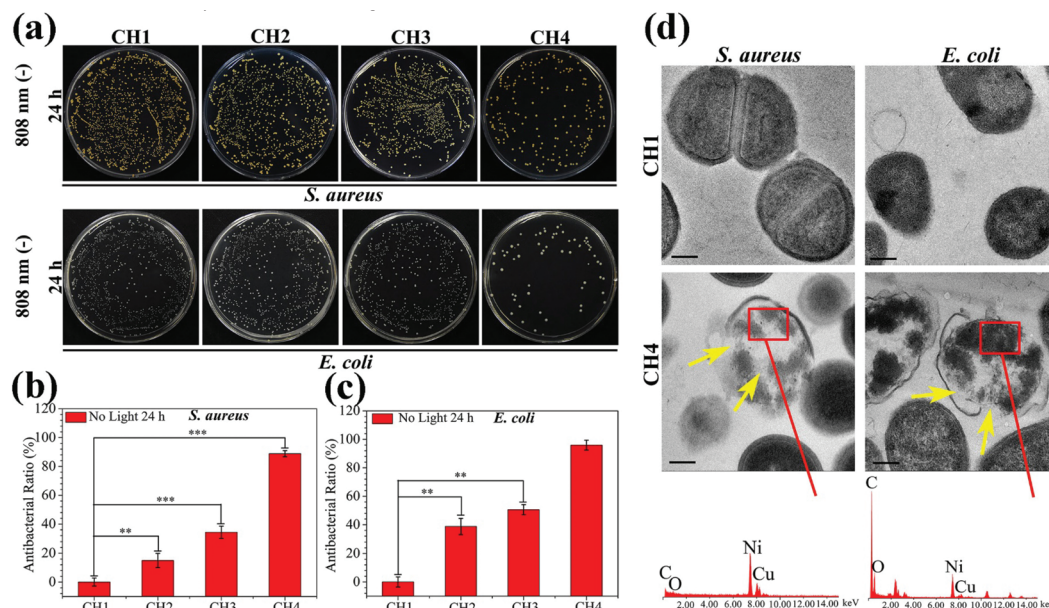 (a)
CH1 CH2 CH3 CH4
808 nm (-)
24 h
S. aureus
808 nm (-)
24 h
E. coli
(b)
Antibacterial Ratio (%)
120
100
80
60
40
20
0
No Light 24 h S. aureus
***
***
**
CH1 CH2 CH3 CH4
(c)
Antibacterial Ratio (%)
120
100
80
60
40
20
0
No Light 24 h E. coli
**
**
CH1 CH2 CH3 CH4
(d)
S. aureus E. coli
CH1
CH4
C O Ni Cu
2.00 4.00 6.00 8.00 10.00 12.00 14.00 keV
C O Ni Cu
2.00 4.00 6.00 8.00 10.00 12.00 14.00 keV